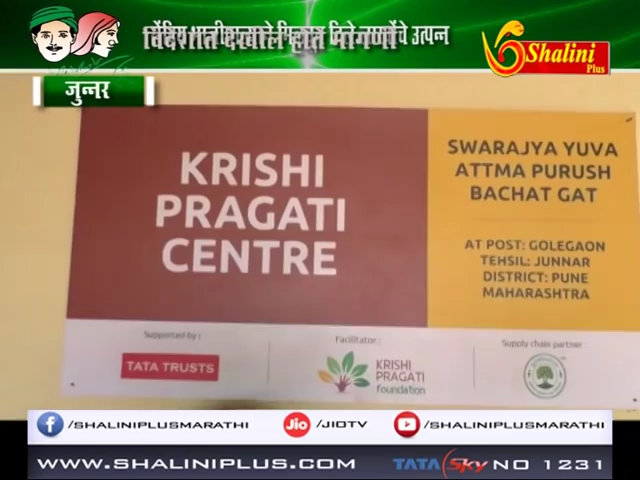 उत्पन्न
Shalini
Plus
जुन्नर
KRISHI
PRAGATI
CENTRE
SWARAJYA YUVA
ATTMA PURUSH
BACHAT GAT
AT POST: GOLEGAON
TEHSIL: JUNNAR
DISTRICT: PUNE
MAHARASHTRA
Supported by :
TATA TRUSTS
Facilitator :
KRISHI
PRAGATI
foundation
Supply chain partner
/SHALINIPLUSMARATHI
Jio /JIOTV
/SHALINIPLUSMARATHI
WWW.SHALINIPLUS.COM
TATA Sky NO 1231